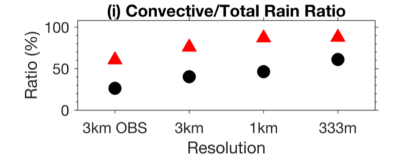 (i) Convective/Total Rain Ratio
100
50
0
Ratio (%)
3km OBS 3km 1km 333m
Resolution